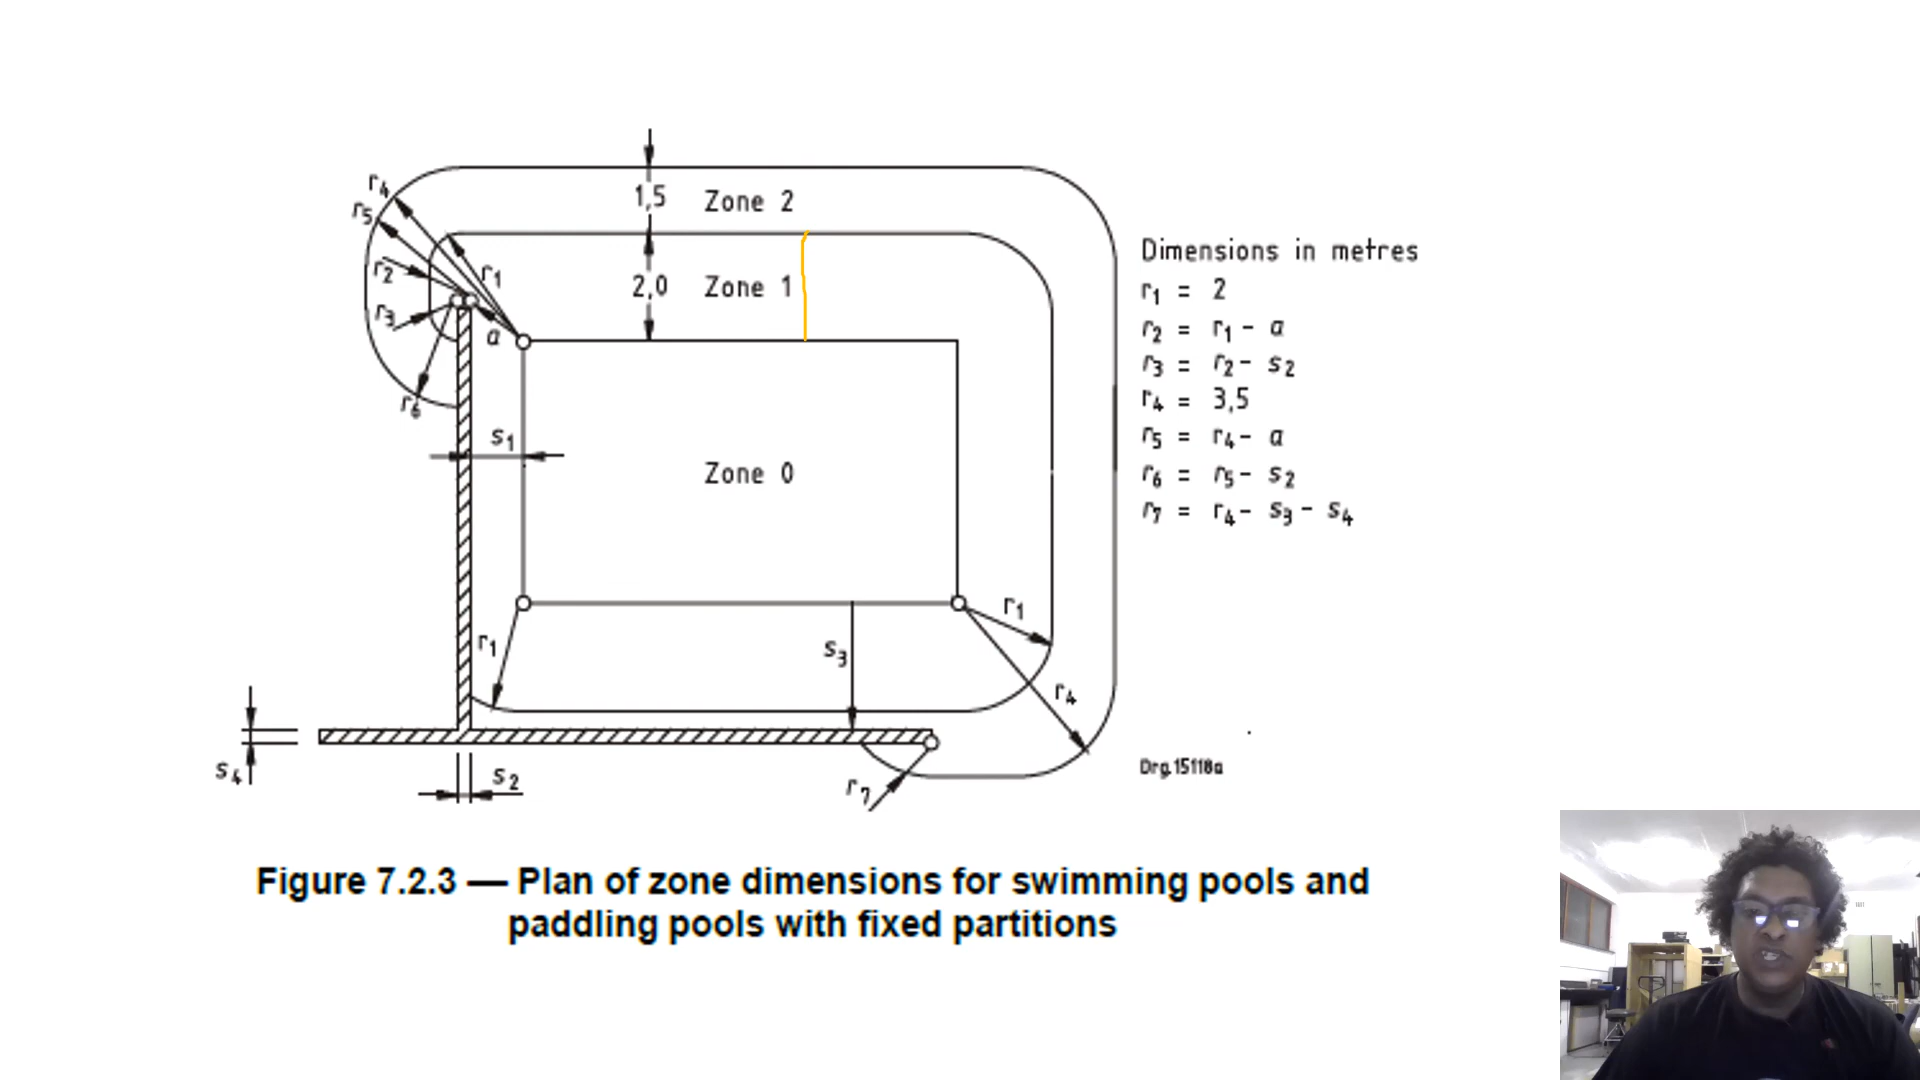 r4
r5
1,5 Zone 2
r2
r1
2,0 Zone 1
r3
a
r6
s1
Zone 0
r1
s3
r1
r4
s4
s2
r7
Dimensions in metres
r1 = 2
r2 = r1 - a
r3 = r2 - s2
r4 = 3,5
r5 = r4 - a
r6 = r5 - s2
r7 = r4 - s3 - s4
Drg.15118a
Figure 7.2.3 — Plan of zone dimensions for swimming pools and
paddling pools with fixed partitions